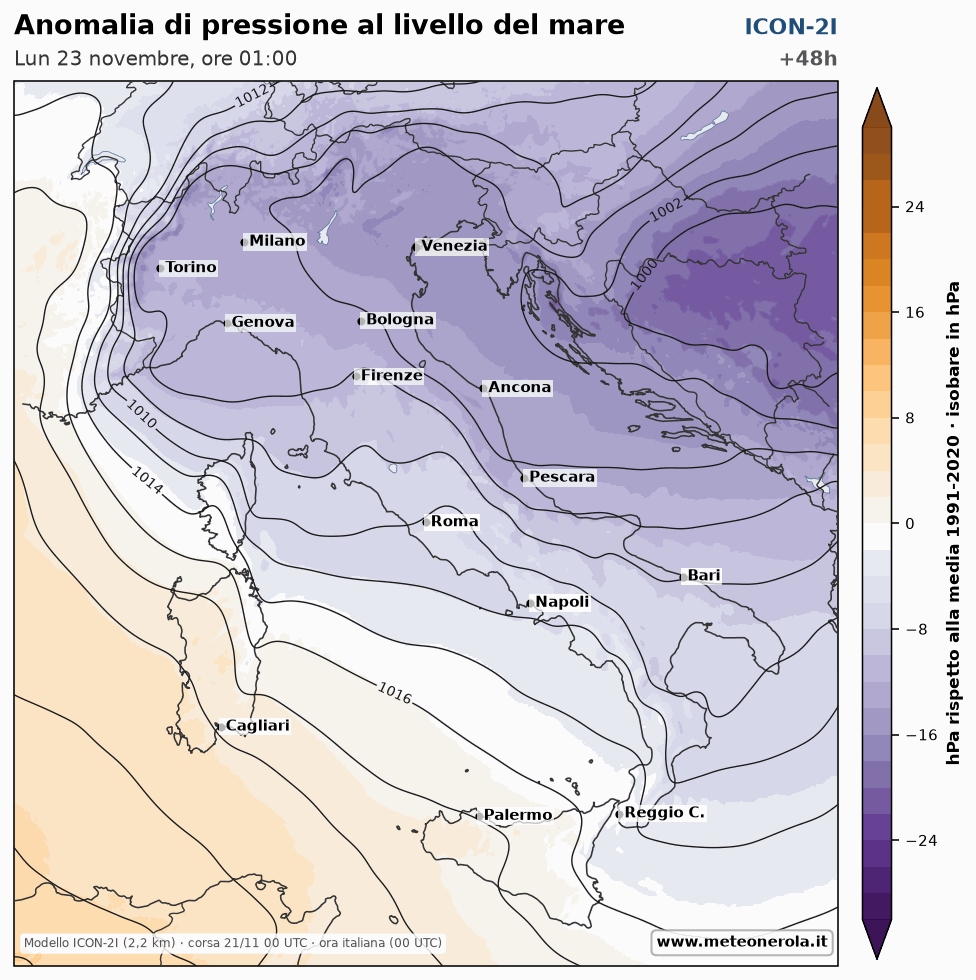 Anomalia di pressione al livello del mare
ICON-2I
Lun 23 novembre, ore 01:00
+48h
1012
1002
1000
Milano
Venezia
Torino
Genova
Bologna
Firenze
Ancona
1010
1014
Pescara
Roma
Bari
Napoli
1016
Cagliari
Palermo
Reggio C.
Modello ICON-2I (2,2 km) · corsa 21/11 00 UTC · ora italiana (00 UTC)
www.meteonerola.it
24
16
8
0
−8
−16
−24
hPa rispetto alla media 1991-2020 · isobare in hPa